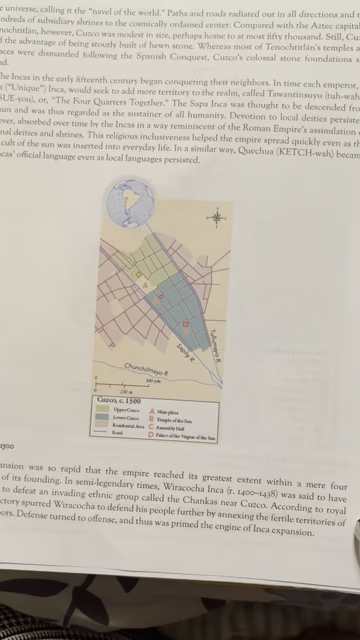 e universe, calling it the "navel of the world." Paths and roads radiated out in all directions and
ndreds of subsidiary shrines to the cosmically ordained center. Compared with the Aztec capital
nochtitlán, however, Cuzco was modest in size, perhaps home to at most fifty thousand. Still, Cuz
d the advantage of being stoutly built of hewn stone. Whereas most of Tenochtitlán's temples a
aces were dismantled following the Spanish Conquest, Cuzco's colossal foundations s
nd.
he Incas in the early fifteenth century began conquering their neighbors. In time each emperor,
a ("Unique") Inca, would seek to add more territory to the realm, called Tawantinsuyu (tuh-wah
SUE-you), or, "The Four Quarters Together." The Sapa Inca was thought to be descended fro
sun and was thus regarded as the sustainer of all humanity. Devotion to local deities persiste
ever, absorbed over time by the Incas in a way reminiscent of the Roman Empire's assimilation
nal deities and shrines. This religious inclusiveness helped the empire spread quickly even as th
cult of the sun was inserted into everyday life. In a similar way, Quechua (KETCH-wah) becam
cas' official language even as local languages persisted.
A
B
D
Tullumayo R.
Saphy R.
Chunchilmayo R.
Cuzco, c. 1500
Upper Cuzco
Lower Cuzco
Residential Area
Road
A Main plaza
B Temple of the Sun
C Assembly Hall
D Palace of the Virgins of the Sun
uyoo
ansion was so rapid that the empire reached its greatest extent within a mere four
of its founding. In semi-legendary times, Wiracocha Inca (r. 1400–1438) was said to have
to defeat an invading ethnic group called the Chankas near Cuzco. According to royal
ctory spurred Wiracocha to defend his people further by annexing the fertile territories of
ors. Defense turned to offense, and thus was primed the engine of Inca expansion.